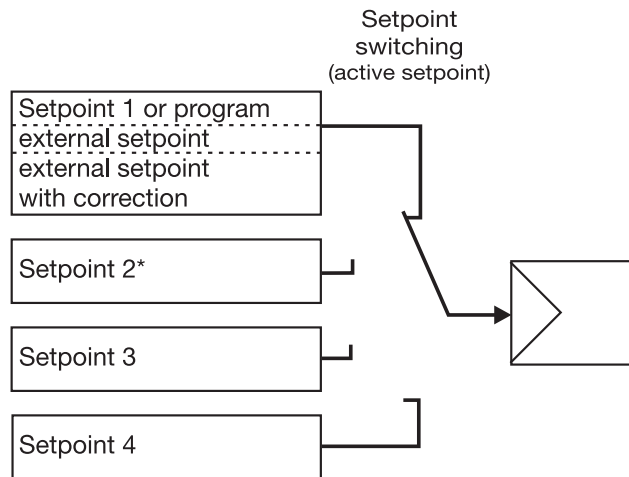 Setpoint
switching
(active setpoint)
Setpoint 1 or program
external setpoint
external setpoint
with correction
Setpoint 2*
Setpoint 3
Setpoint 4